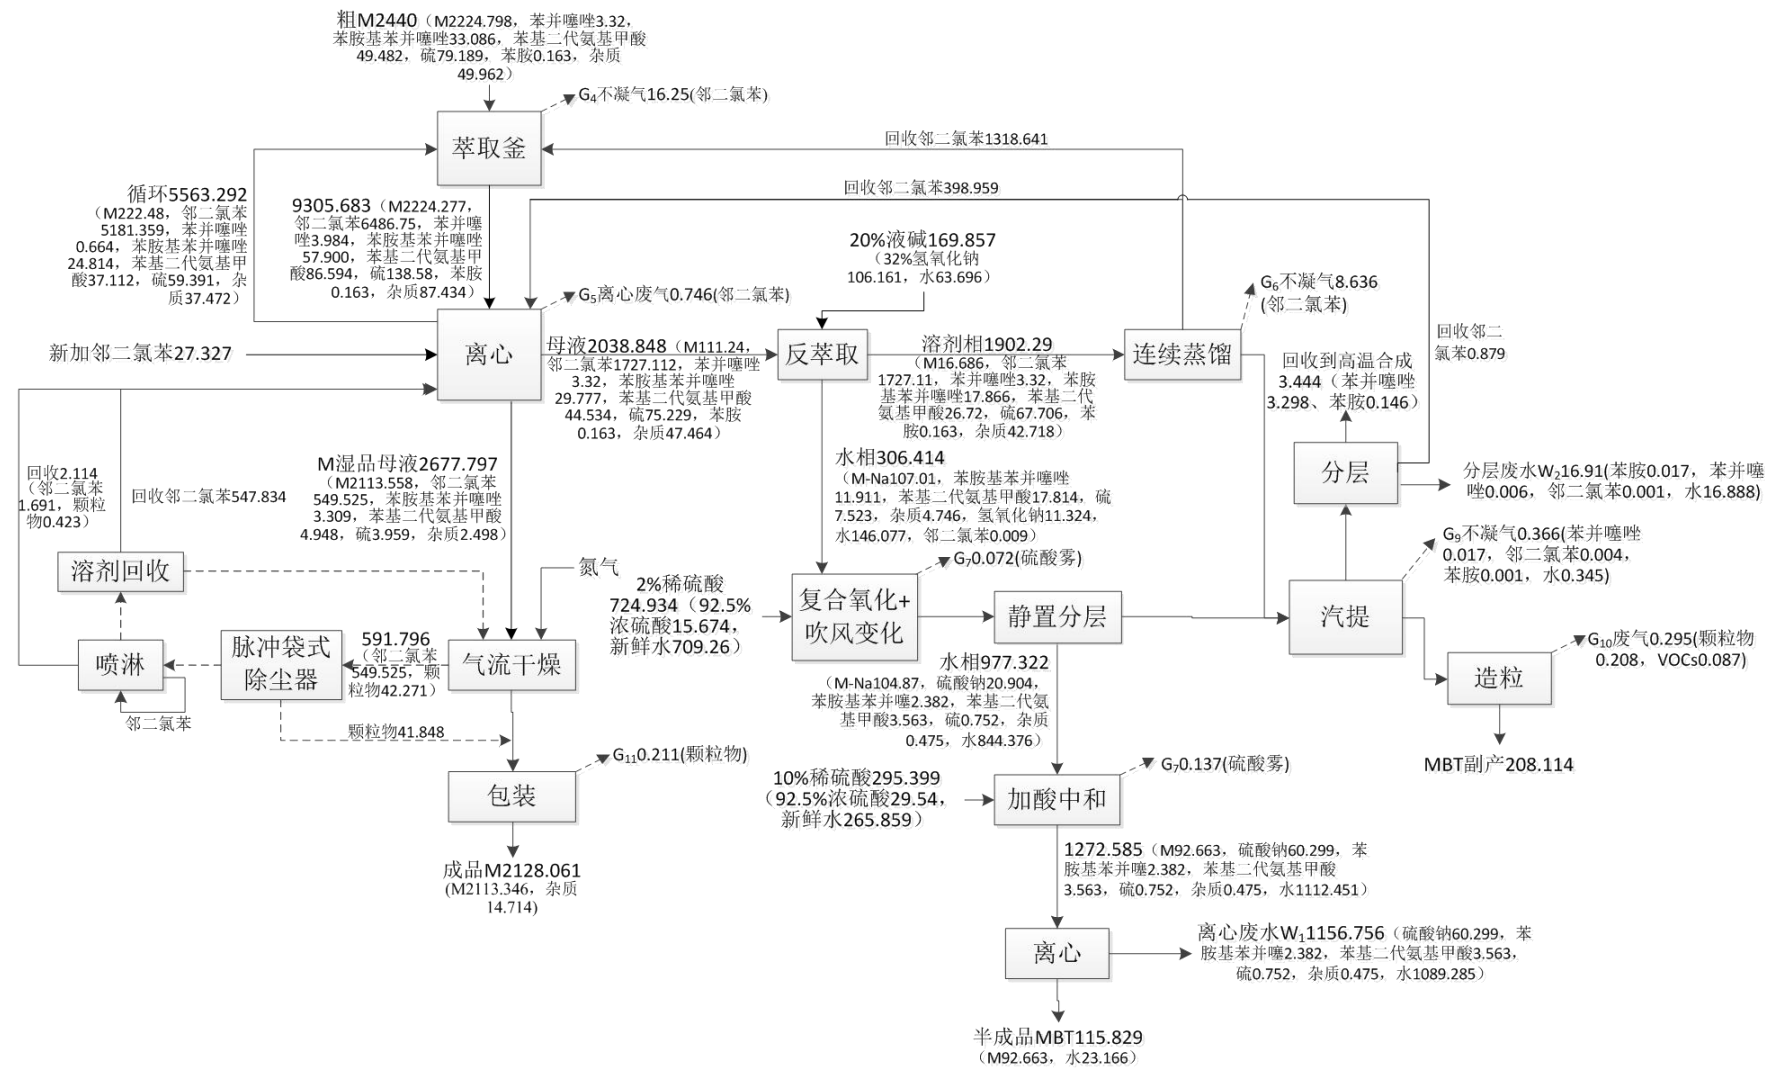 粗M2440（M2224.798，苯并噻唑3.32，
苯胺基苯并噻唑33.086，苯基二代氨基甲酸
49.482，硫79.189，苯胺0.163，杂质
49.962）
G4不凝气16.25(邻二氯苯)
萃取釜
回收邻二氯苯1318.641
循环5563.292
（M222.48，邻二氯苯
5181.359，苯并噻唑
0.664，苯胺基苯并噻唑
24.814，苯基二代氨基甲
酸37.112，硫59.391，杂
质37.472）
9305.683（M2224.277，
邻二氯苯6486.75，苯并噻
唑3.984，苯胺基苯并噻唑
57.900，苯基二代氨基甲
酸86.594，硫138.58，苯胺
0.163，杂质87.434）
回收邻二氯苯398.959
20%液碱169.857
（32%氢氧化钠
106.161，水63.696）
G5离心废气0.746(邻二氯苯)
G6不凝气8.636
(邻二氯苯)
新加邻二氯苯27.327
离心
母液2038.848（M111.24，
邻二氯苯1727.112，苯并噻唑
3.32，苯胺基苯并噻唑
29.777，苯基二代氨基甲酸
44.534，硫75.229，苯胺
0.163，杂质47.464）
反萃取
溶剂相1902.29
（M16.686，邻二氯苯
1727.11，苯并噻唑3.32，苯胺
基苯并噻唑17.866，苯基二代
氨基甲酸26.72，硫67.706，苯
胺0.163，杂质42.718）
连续蒸馏
回收邻二
氯苯0.879
回收到高温合成
3.444（苯并噻唑
3.298、苯胺0.146）
分层
分层废水W216.91(苯胺0.017，苯并噻
唑0.006，邻二氯苯0.001，水16.888)
回收2.114
（邻二氯苯
1.691，颗粒
物0.423）
回收邻二氯苯547.834
M湿品母液2677.797
（M2113.558，邻二氯苯
549.525，苯胺基苯并噻唑
3.309，苯基二代氨基甲酸
4.948，硫3.959，杂质2.498）
水相306.414
（M-Na107.01，苯胺基苯并噻唑
11.911，苯基二代氨基甲酸17.814，硫
7.523，杂质4.746，氢氧化钠11.324，
水146.077，邻二氯苯0.009）
G9不凝气0.366(苯并噻唑
0.017，邻二氯苯0.004，
苯胺0.001，水0.345)
溶剂回收
氮气
2%稀硫酸
724.934（92.5%
浓硫酸15.674，
新鲜水709.26）
G70.072(硫酸雾)
复合氧化+
吹风变化
静置分层
汽提
喷淋
邻二氯苯
脉冲袋式
除尘器
591.796
（邻二氯苯
549.525，颗
粒物42.271）
气流干燥
颗粒物41.848
水相977.322
（M-Na104.87，硫酸钠20.904，
苯胺基苯并噻2.382，苯基二代氨
基甲酸3.563，硫0.752，杂质
0.475，水844.376）
造粒
G10废气0.295(颗粒物
0.208，VOCs0.087)
MBT副产208.114
包装
G110.211(颗粒物)
10%稀硫酸295.399
（92.5%浓硫酸29.54，
新鲜水265.859）
加酸中和
G70.137(硫酸雾)
成品M2128.061
(M2113.346，杂质
14.714)
1272.585（M92.663，硫酸钠60.299，苯
胺基苯并噻2.382，苯基二代氨基甲酸
3.563，硫0.752，杂质0.475，水1112.451）
离心
离心废水W11156.756（硫酸钠60.299，苯
胺基苯并噻2.382，苯基二代氨基甲酸3.563，
硫0.752，杂质0.475，水1089.285）
半成品MBT115.829
（M92.663，水23.166）